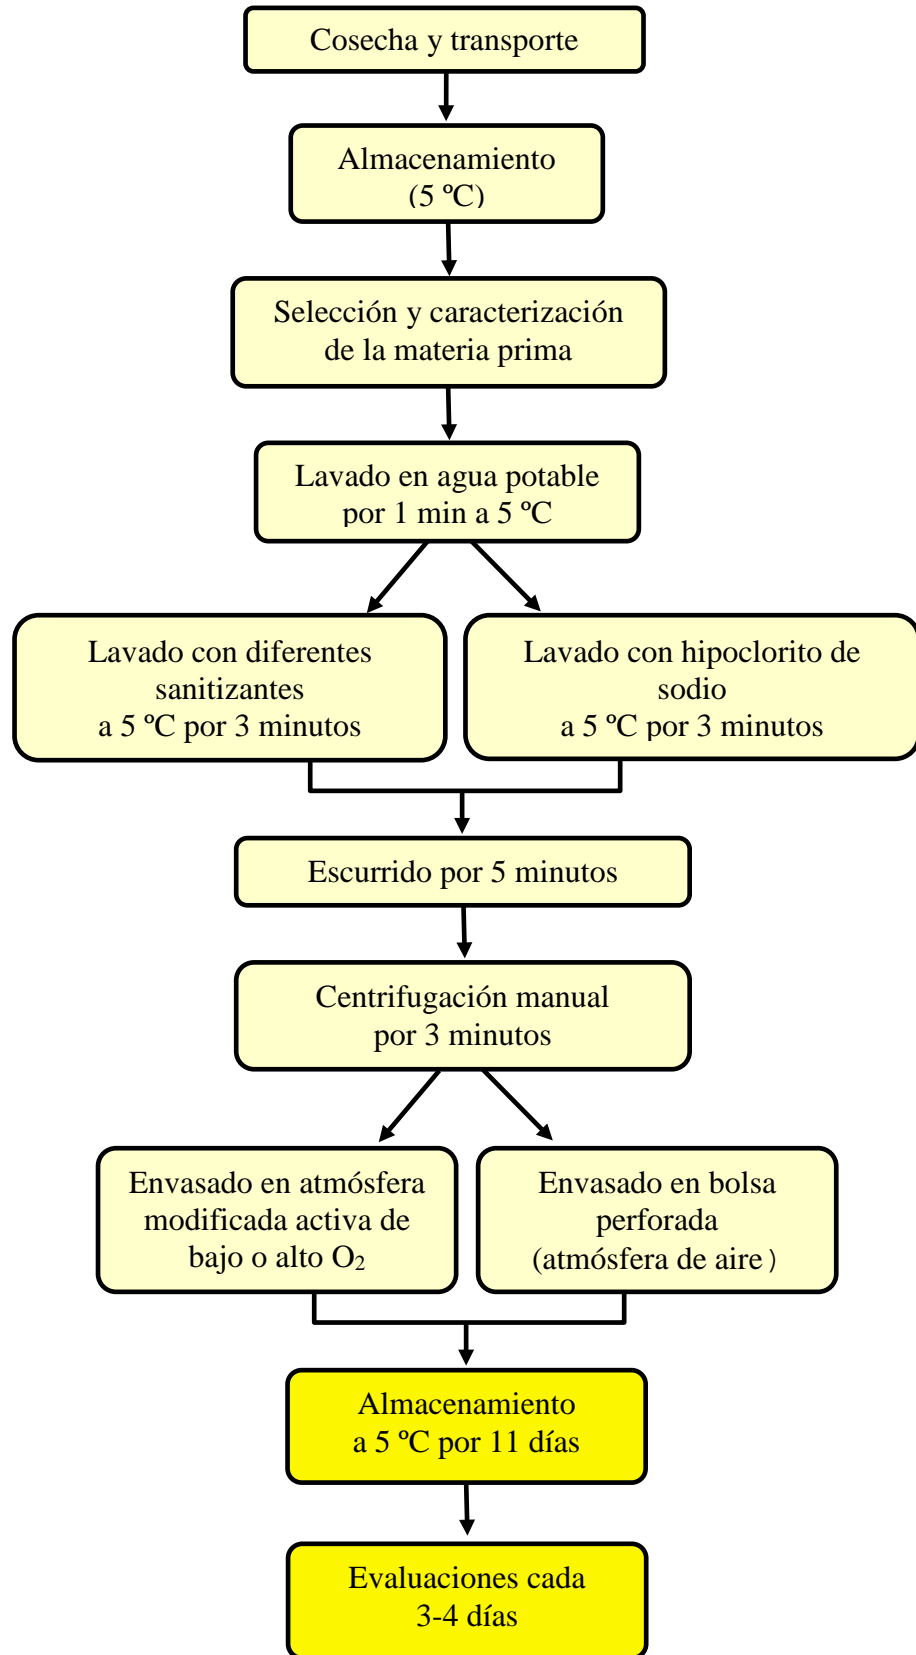 Cosecha y transporte
Almacenamiento
(5 ºC)
Selección y caracterización
de la materia prima
Lavado en agua potable
por 1 min a 5 ºC
Lavado con diferentes
sanitizantes
a 5 ºC por 3 minutos
Lavado con hipoclorito de
sodio
a 5 ºC por 3 minutos
Escurrido por 5 minutos
Centrifugación manual
por 3 minutos
Envasado en atmósfera
modificada activa de
bajo o alto O₂
Envasado en bolsa
perforada
(atmósfera de aire)
Almacenamiento
a 5 ºC por 11 días
Evaluaciones cada
3-4 días